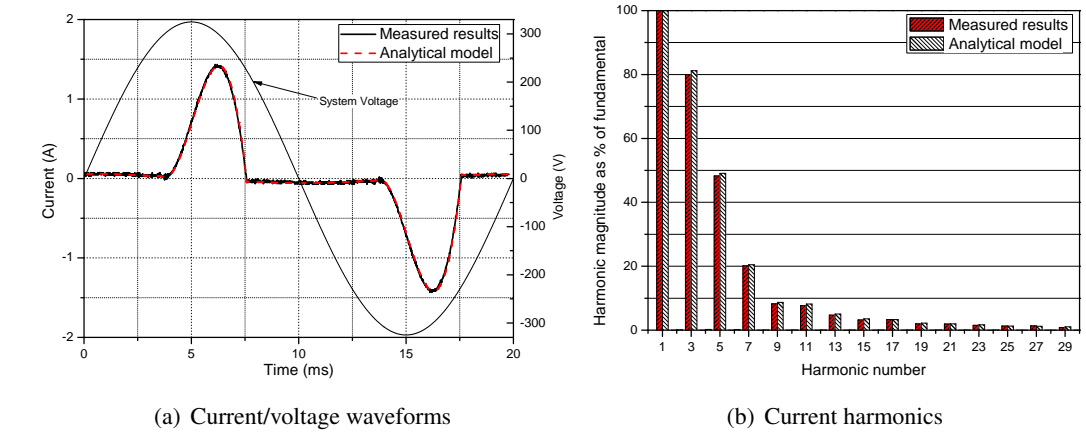 2
1
0
-1
-2
Current (A)
0
5
10
15
20
Time (ms)
300
200
100
0
-100
-200
-300
Voltage (V)
Measured results
Analytical model
System Voltage
(a) Current/voltage waveforms
100
80
60
40
20
0
Harmonic magnitude as % of fundamental
1 3 5 7 9 11 13 15 17 19 21 23 25 27 29
Harmonic number
Measured results
Analytical model
(b) Current harmonics